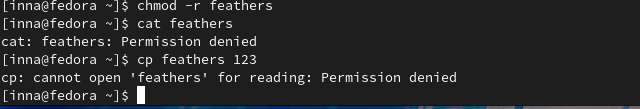 [inna@fedora ~]$ chmod -r feathers
[inna@fedora ~]$ cat feathers
cat: feathers: Permission denied
[inna@fedora ~]$ cp feathers 123
cp: cannot open 'feathers' for reading: Permission denied
[inna@fedora ~]$